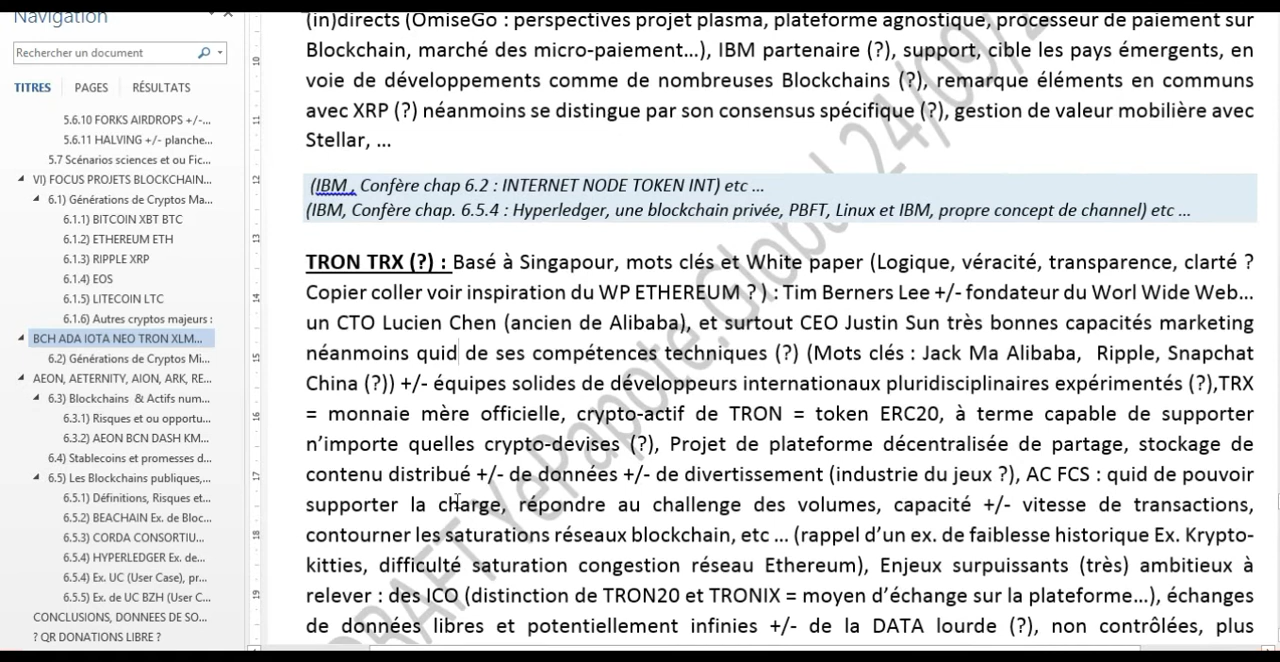 Rechercher un document
TITRES PAGES RÉSULTATS
5.6.10 FORKS AIRDROPS +/-...
5.6.11 HALVING +/- planche...
5.7 Scénarios sciences et ou Fic...
VI) FOCUS PROJETS BLOCKCHAIN...
6.1) Générations de Cryptos Ma...
6.1.1) BITCOIN XBT BTC
6.1.2) ETHEREUM ETH
6.1.3) RIPPLE XRP
6.1.4) EOS
6.1.5) LITECOIN LTC
6.1.6) Autres cryptos majeurs :
BCH ADA IOTA NEO TRON XLM...
6.2) Générations de Cryptos Mi...
AEON, AETERNITY, AION, ARK, RE...
6.3) Blockchains & Actifs num...
6.3.1) Risques et ou opportu...
6.3.2) AEON BCN DASH KM...
6.4) Stablecoins et promesses d...
6.5) Les Blockchains publiques,...
6.5.1) Définitions, Risques et...
6.5.2) BEACHAIN Ex. de Bloc...
6.5.3) CORDA CONSORTIU...
6.5.4) HYPERLEDGER Ex. de...
6.5.4) Ex. UC (User Case), pr...
6.5.5) Ex. de UC BZH (User C...
CONCLUSIONS, DONNEES DE SO...
? QR DONATIONS LIBRE ?
10
11
12
13
14
15
16
17
18
19
(in)directs (OmiseGo : perspectives projet plasma, plateforme agnostique, processeur de paiement sur
Blockchain, marché des micro-paiement...), IBM partenaire (?), support, cible les pays émergents, en
voie de développements comme de nombreuses Blockchains (?), remarque éléments en communs
avec XRP (?) néanmoins se distingue par son consensus spécifique (?), gestion de valeur mobilière avec
Stellar, ...
(IBM , Confère chap 6.2 : INTERNET NODE TOKEN INT) etc ...
(IBM, Confère chap. 6.5.4 : Hyperledger, une blockchain privée, PBFT, Linux et IBM, propre concept de channel) etc ...
TRON TRX (?) : Basé à Singapour, mots clés et White paper (Logique, véracité, transparence, clarté ?
Copier coller voir inspiration du WP ETHEREUM ? ) : Tim Berners Lee +/- fondateur du Worl Wide Web...
un CTO Lucien Chen (ancien de Alibaba), et surtout CEO Justin Sun très bonnes capacités marketing
néanmoins quid de ses compétences techniques (?) (Mots clés : Jack Ma Alibaba, Ripple, Snapchat
China (?)) +/- équipes solides de développeurs internationaux pluridisciplinaires expérimentés (?),TRX
= monnaie mère officielle, crypto-actif de TRON = token ERC20, à terme capable de supporter
n'importe quelles crypto-devises (?), Projet de plateforme décentralisée de partage, stockage de
contenu distribué +/- de données +/- de divertissement (industrie du jeux ?), AC FCS : quid de pouvoir
supporter la charge, répondre au challenge des volumes, capacité +/- vitesse de transactions,
contourner les saturations réseaux blockchain, etc ... (rappel d'un ex. de faiblesse historique Ex. Krypto-
kitties, difficulté saturation congestion réseau Ethereum), Enjeux surpuissants (très) ambitieux à
relever : des ICO (distinction de TRON20 et TRONIX = moyen d'échange sur la plateforme...), échanges
de données libres et potentiellement infinies +/- de la DATA lourde (?), non contrôlées, plus
DRAFT YePapote.Global 24/09/2